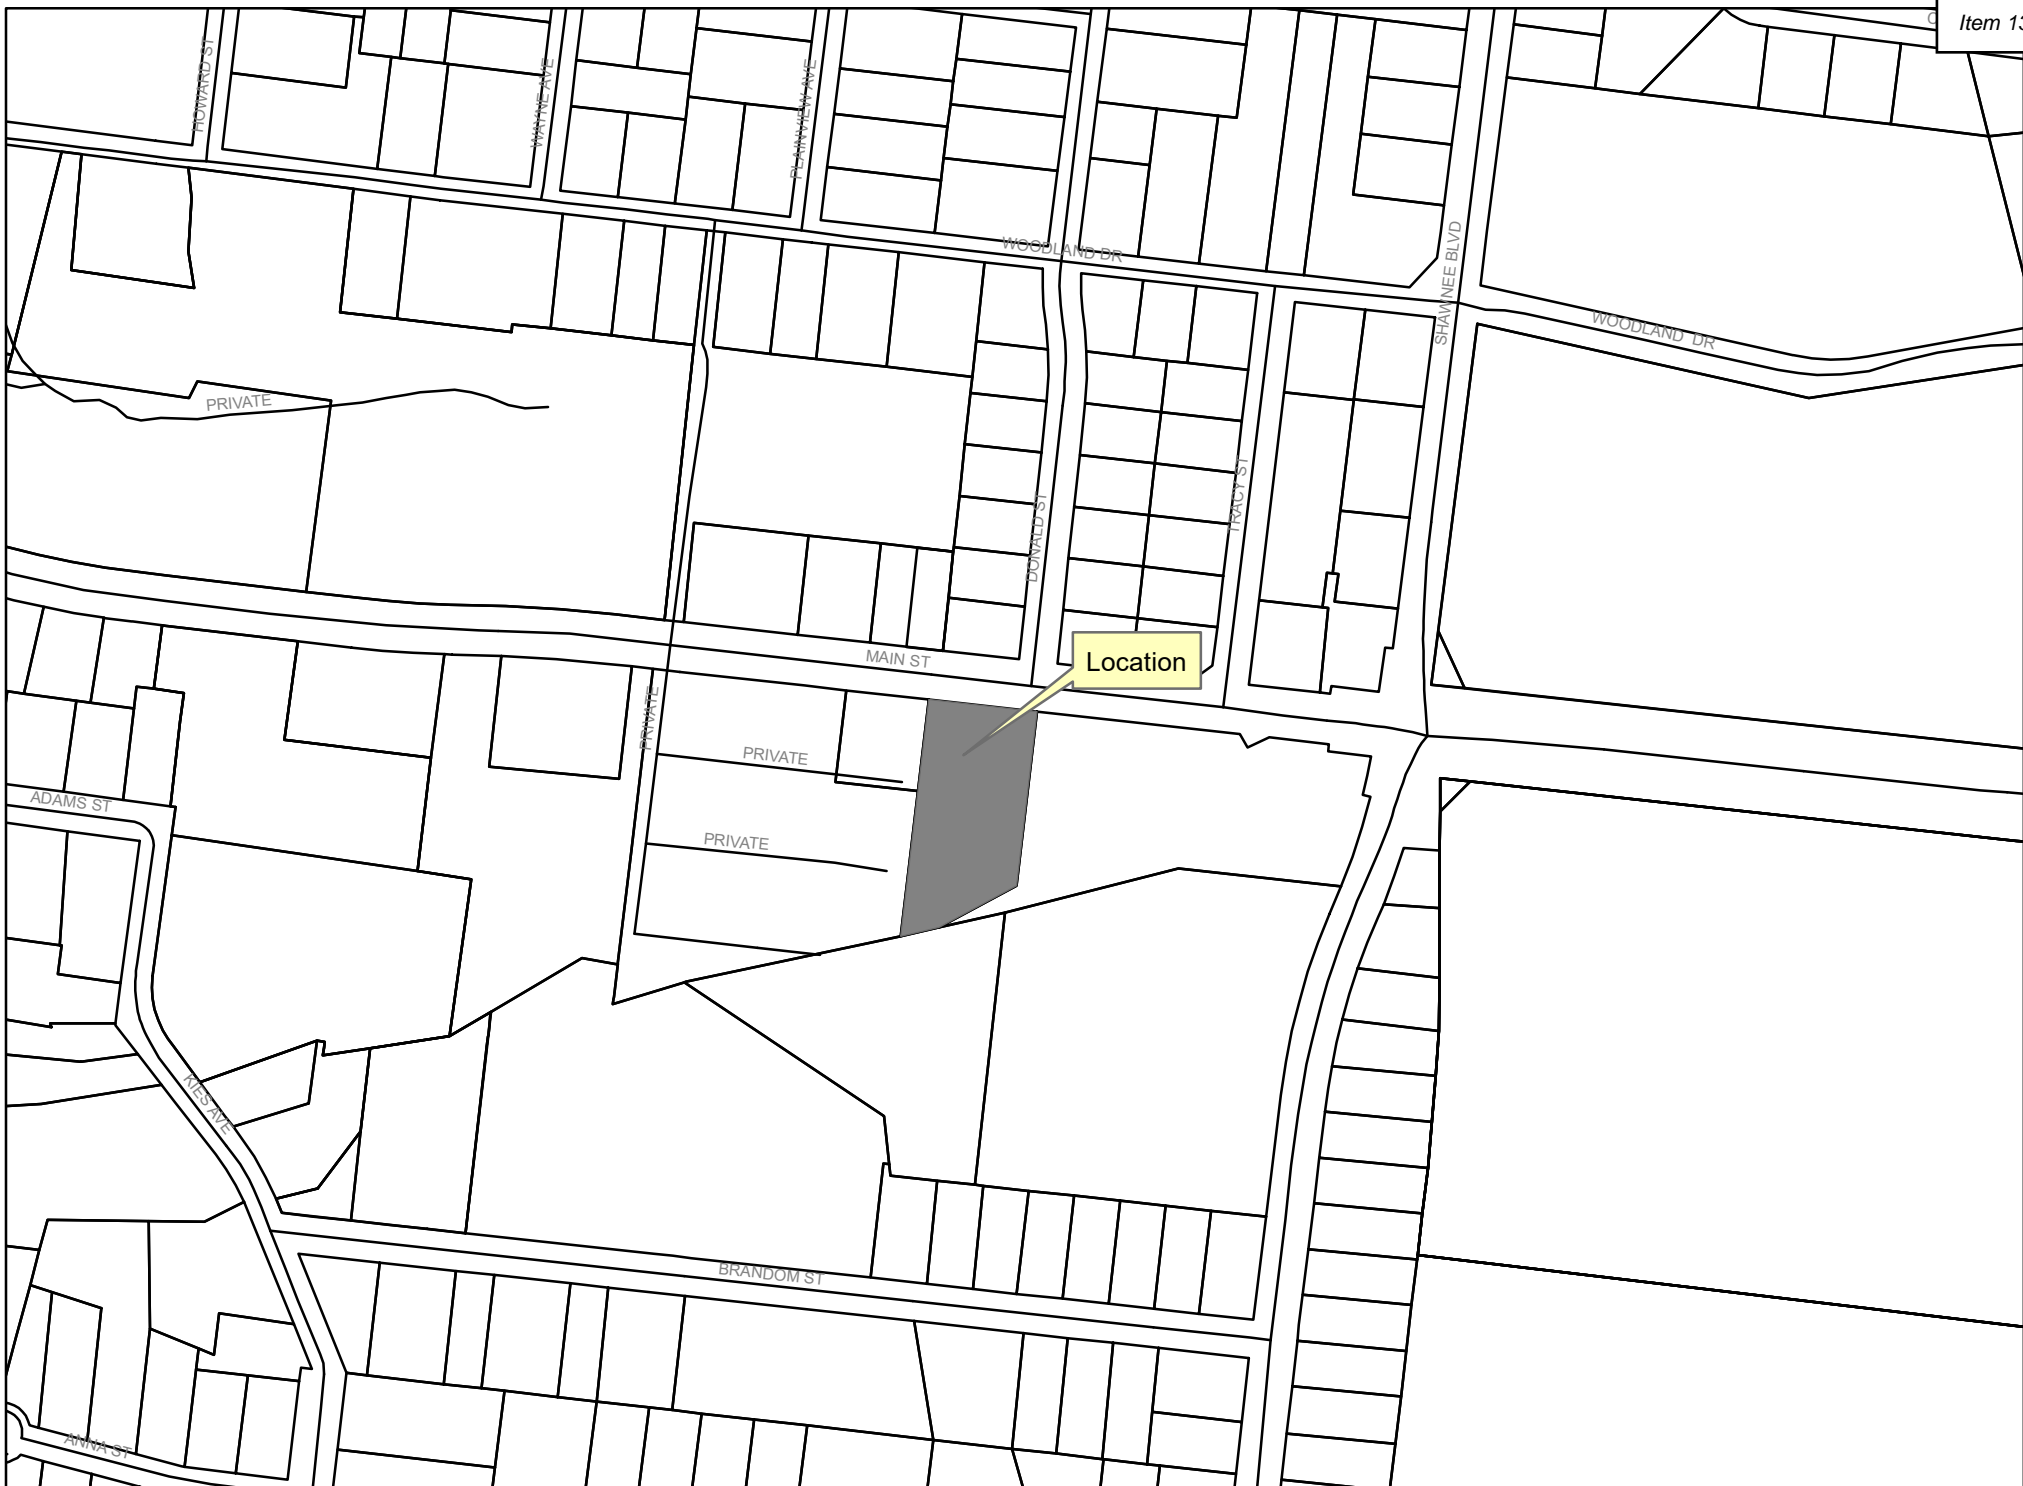 Item 13
HOWARD ST
WAYNE AVE
PLAINVIEW AVE
WOODLAND DR
SHAWNEE BLVD
WOODLAND DR
PRIVATE
TRACY ST
DONALD ST
MAIN ST
Location
PRIVATE
PRIVATE
ADAMS ST
PRIVATE
KIES AVE
BRANDOM ST
ANNA ST